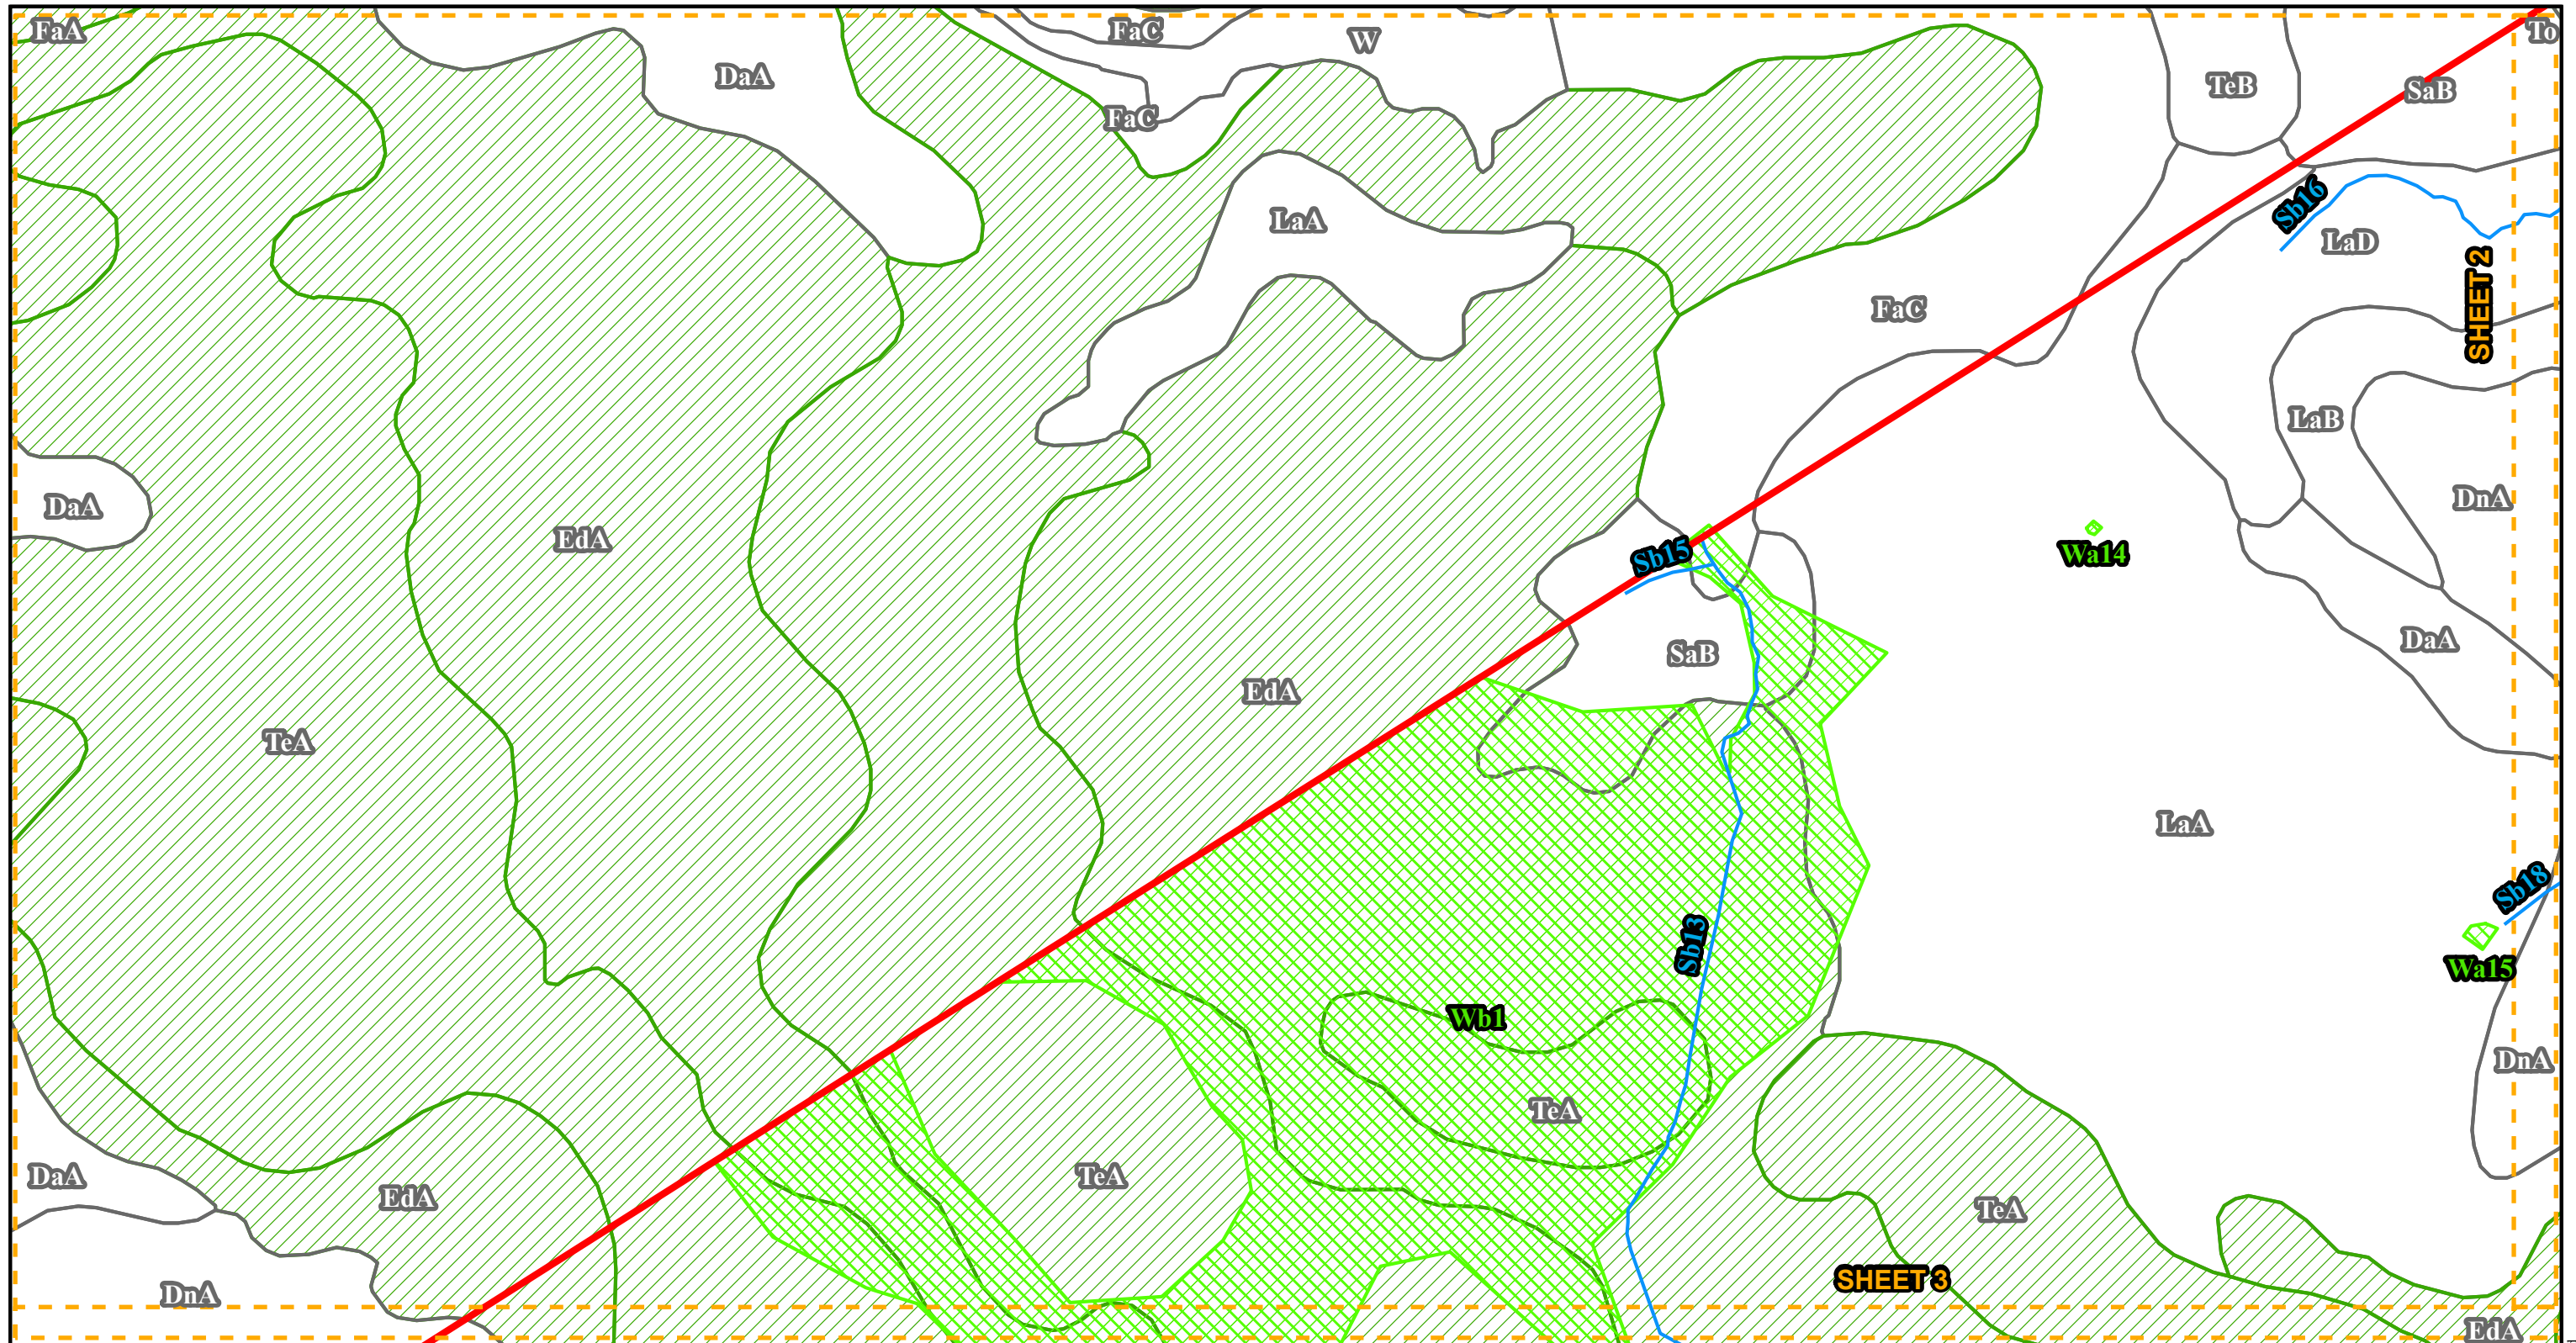 FaA
FaC
W
To
DaA
TeB
SaB
FaC
Sb16
LaA
LaD
FaC
SHEET 2
LaB
DaA
DnA
EdA
Sb15
Wa14
SaB
DaA
EdA
TeA
LaA
Sb18
Sb13
Wa15
Wb1
DnA
TeA
DaA
TeA
EdA
TeA
SHEET 3
DnA
EdA